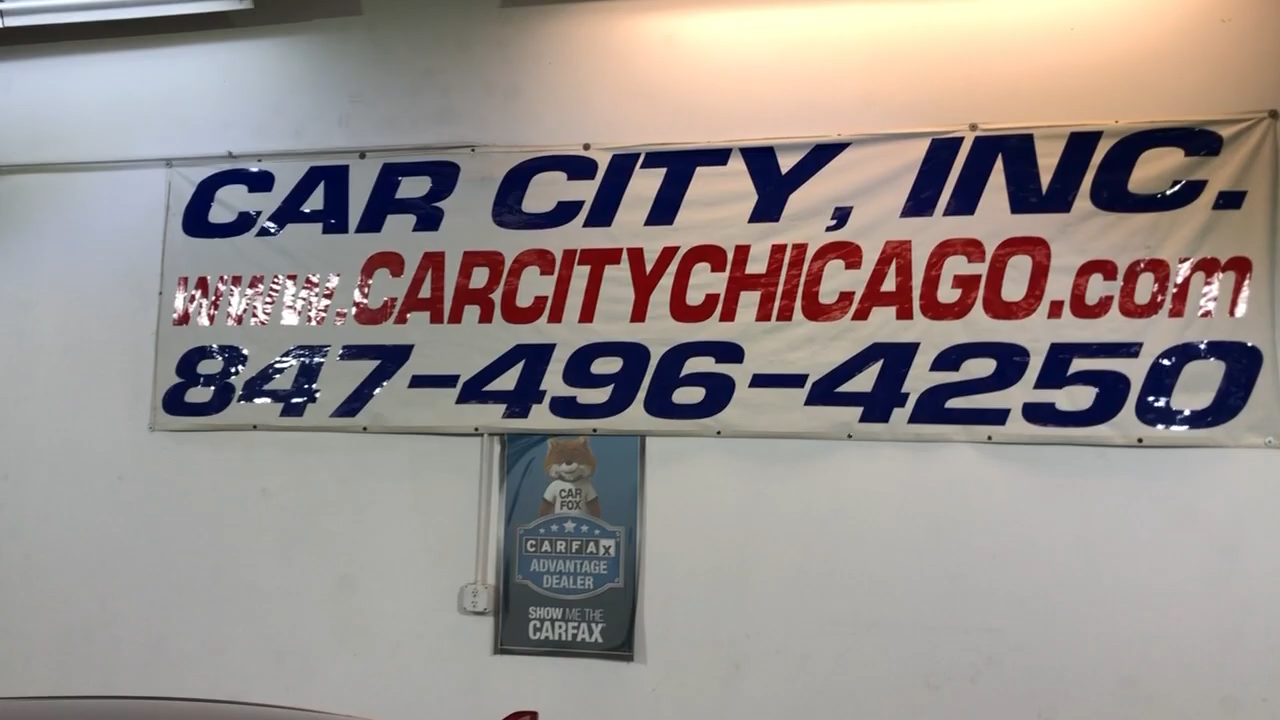 CAR CITY, INC.
www.CARCITYCHICAGO.com
847-496-4250
CAR
FOX
CARFAX
ADVANTAGE
DEALER
SHOW ME THE
CARFAX